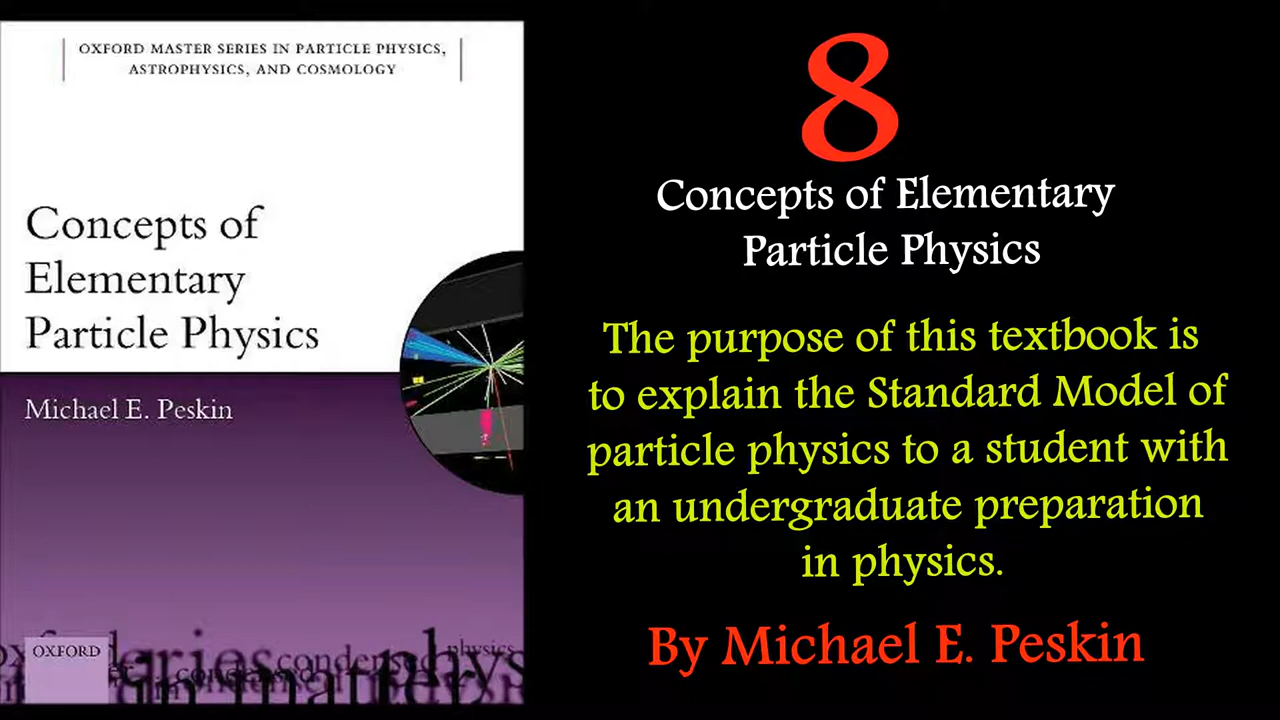 OXFORD MASTER SERIES IN PARTICLE PHYSICS,
ASTROPHYSICS, AND COSMOLOGY
Concepts of
Elementary
Particle Physics
Michael E. Peskin
OXFORD
physics
condensed
8
Concepts of Elementary
Particle Physics
The purpose of this textbook is
to explain the Standard Model of
particle physics to a student with
an undergraduate preparation
in physics.
By Michael E. Peskin